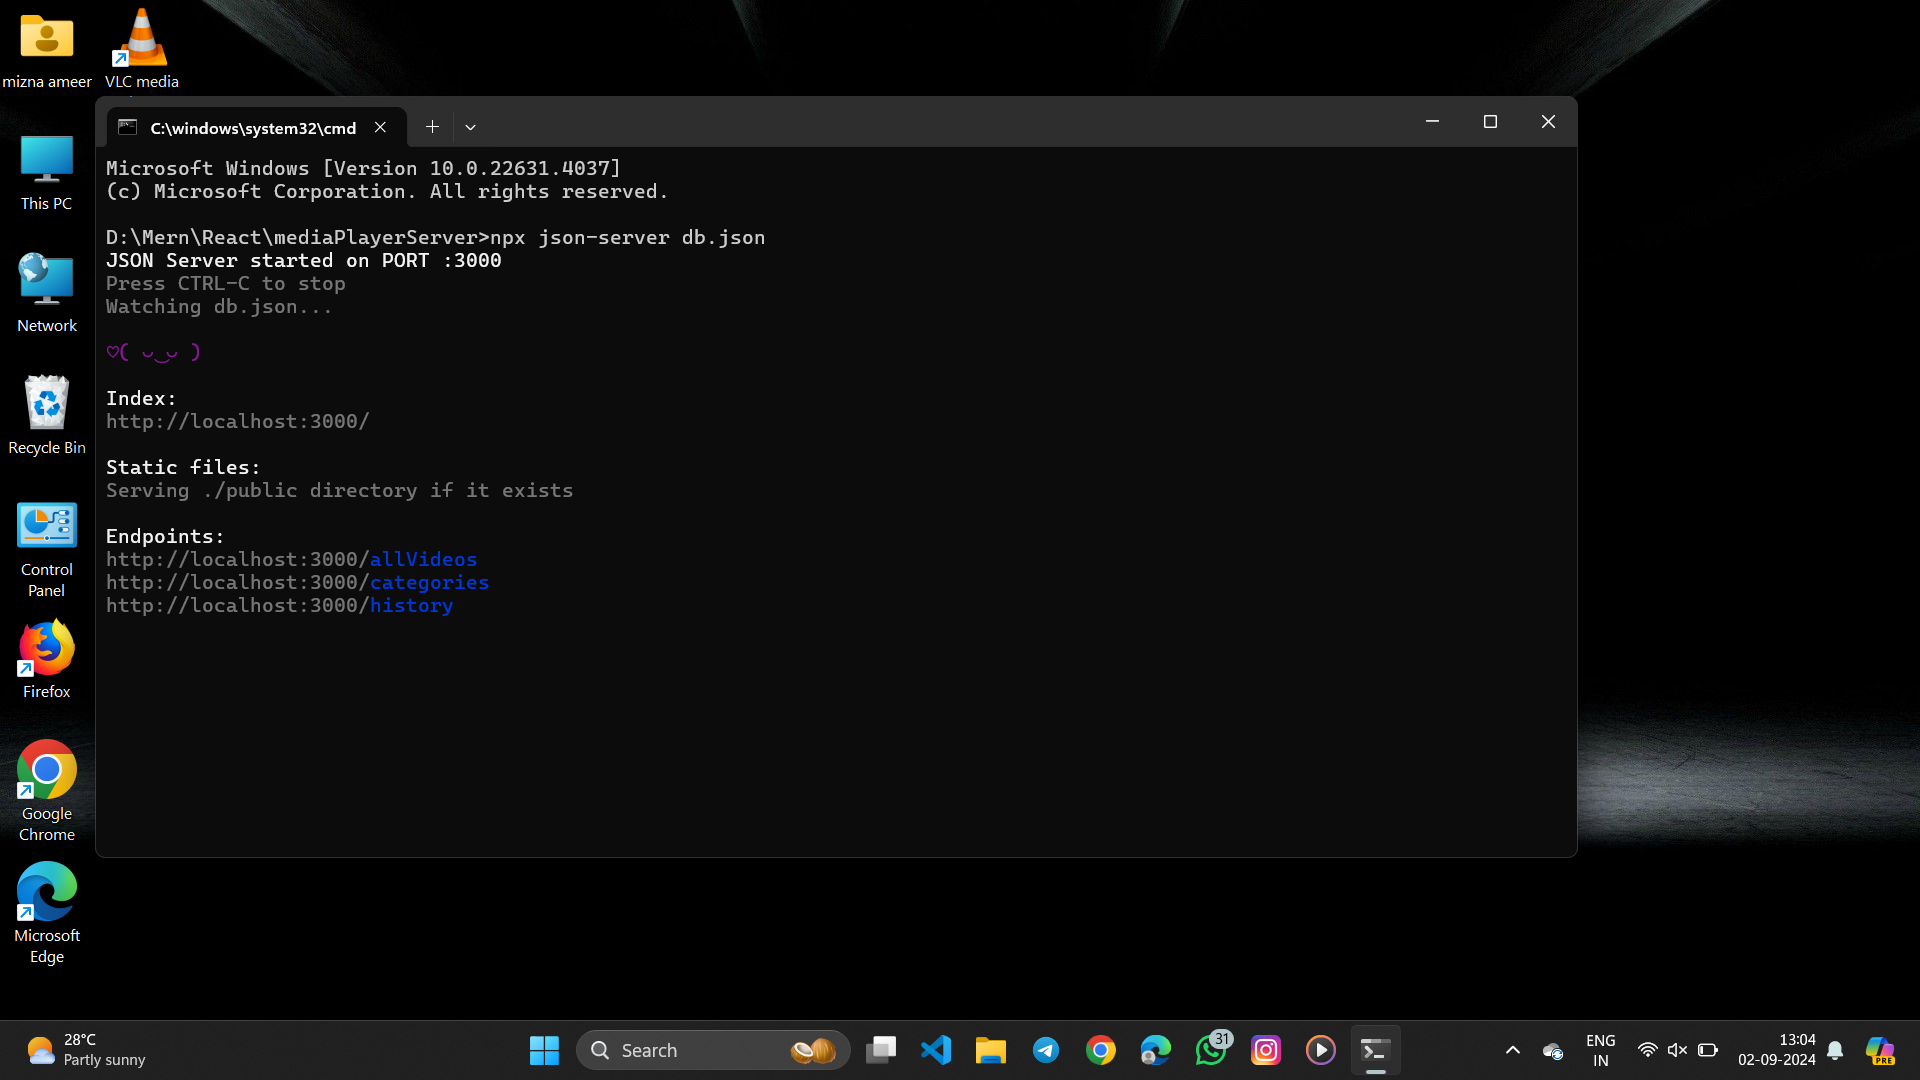 mizna ameer
VLC media
This PC
Network
Recycle Bin
Control
Panel
Firefox
Google
Chrome
Microsoft
Edge
C:\windows\system32\cmd
Microsoft Windows [Version 10.0.22631.4037]
(c) Microsoft Corporation. All rights reserved.
D:\Mern\React\mediaPlayerServer>npx json-server db.json
JSON Server started on PORT :3000
Press CTRL-C to stop
Watching db.json...
♡( ᴗ‿ᴗ )
Index:
http://localhost:3000/
Static files:
Serving ./public directory if it exists
Endpoints:
http://localhost:3000/allVideos
http://localhost:3000/categories
http://localhost:3000/history
28°C
Partly sunny
Search
31
ENG
IN
13:04
02-09-2024
PRE